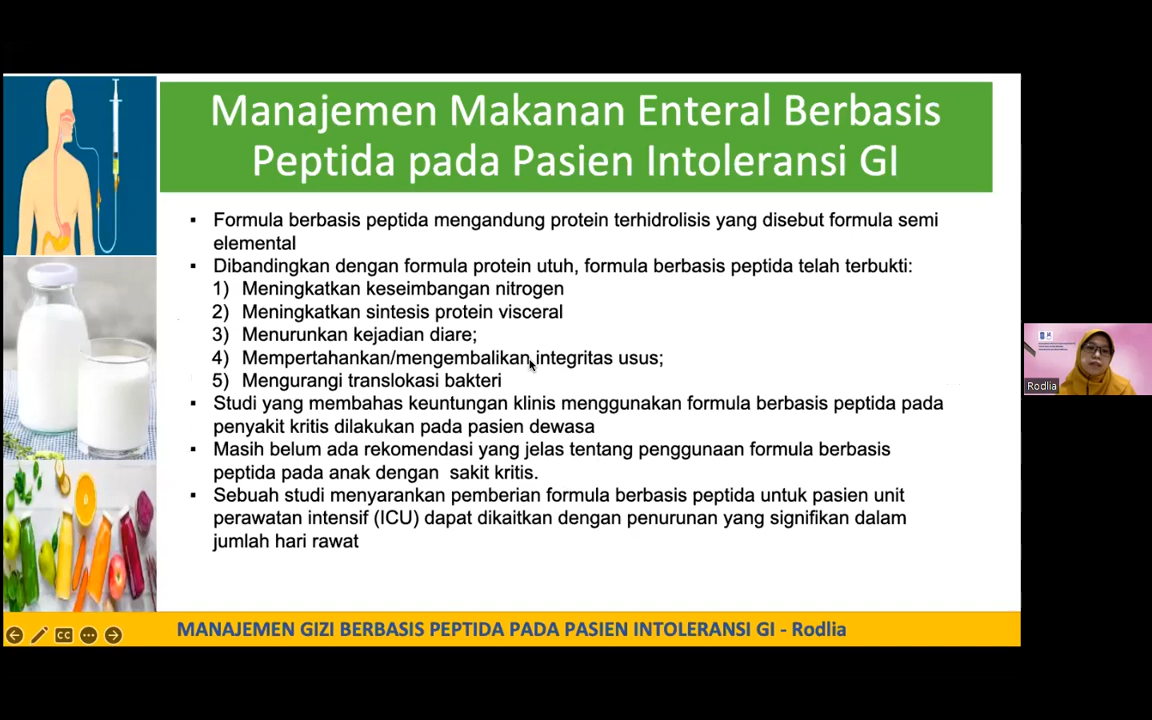 Manajemen Makanan Enteral Berbasis
Peptida pada Pasien Intoleransi GI
▪ Formula berbasis peptida mengandung protein terhidrolisis yang disebut formula semi
elemental
▪ Dibandingkan dengan formula protein utuh, formula berbasis peptida telah terbukti:
1) Meningkatkan keseimbangan nitrogen
2) Meningkatkan sintesis protein visceral
3) Menurunkan kejadian diare;
4) Mempertahankan/mengembalikan integritas usus;
5) Mengurangi translokasi bakteri
▪ Studi yang membahas keuntungan klinis menggunakan formula berbasis peptida pada
penyakit kritis dilakukan pada pasien dewasa
▪ Masih belum ada rekomendasi yang jelas tentang penggunaan formula berbasis
peptida pada anak dengan sakit kritis.
▪ Sebuah studi menyarankan pemberian formula berbasis peptida untuk pasien unit
perawatan intensif (ICU) dapat dikaitkan dengan penurunan yang signifikan dalam
jumlah hari rawat
Rodlia
CC
MANAJEMEN GIZI BERBASIS PEPTIDA PADA PASIEN INTOLERANSI GI - Rodlia